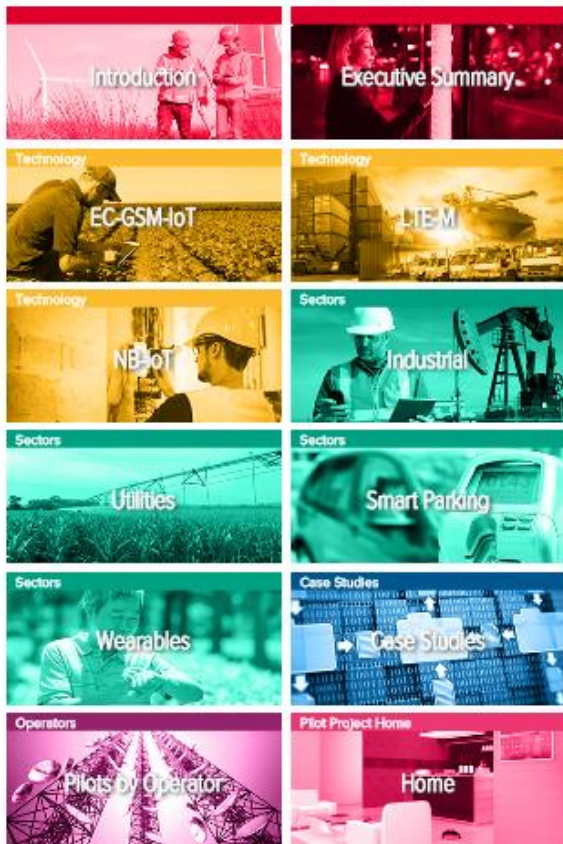 Introduction
Executive Summary
Technology
EC-GSM-IoT
Technology
LTE-M
Technology
NB-IoT
Sectors
Industrial
Sectors
Utilities
Sectors
Smart Parking
Sectors
Wearables
Case Studies
Case Studies
Operators
Pilots by Operator
Pilot Project Home
Home